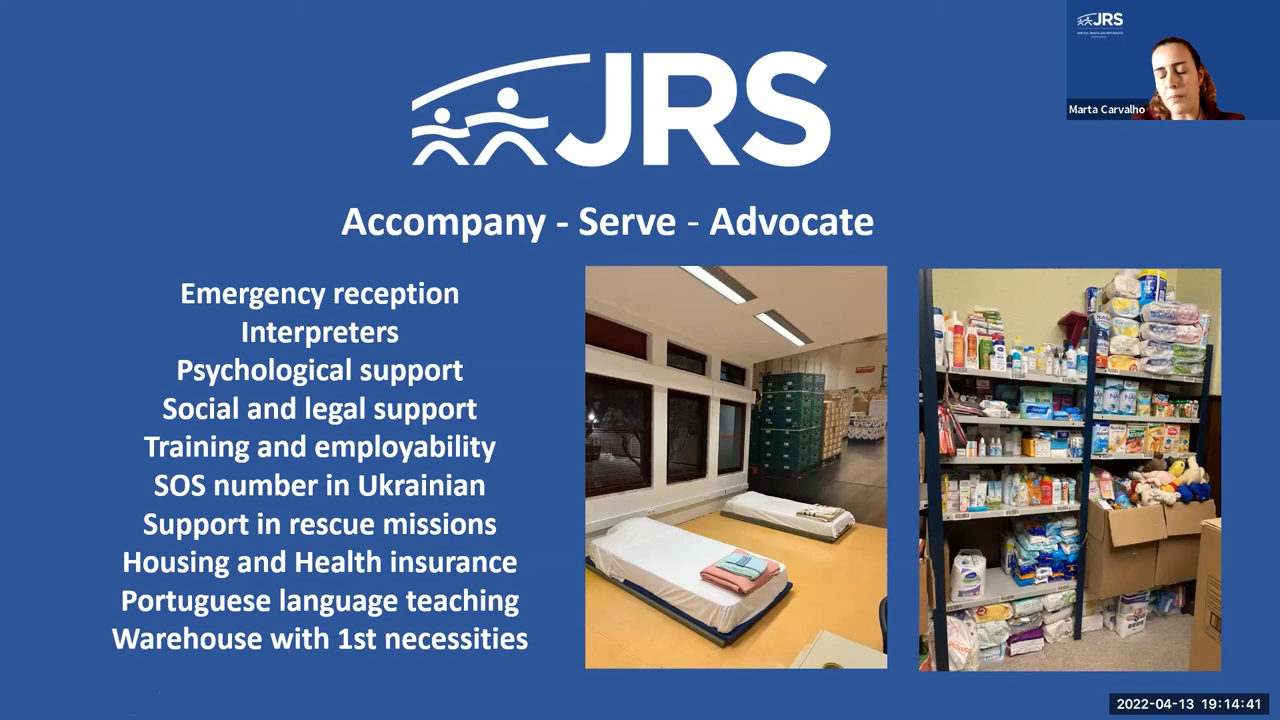 JRS
Accompany - Serve - Advocate
Emergency reception
Interpreters
Psychological support
Social and legal support
Training and employability
SOS number in Ukrainian
Support in rescue missions
Housing and Health insurance
Portuguese language teaching
Warehouse with 1st necessities
JRS
Marta Carvalho
2022-04-13 19:14:41